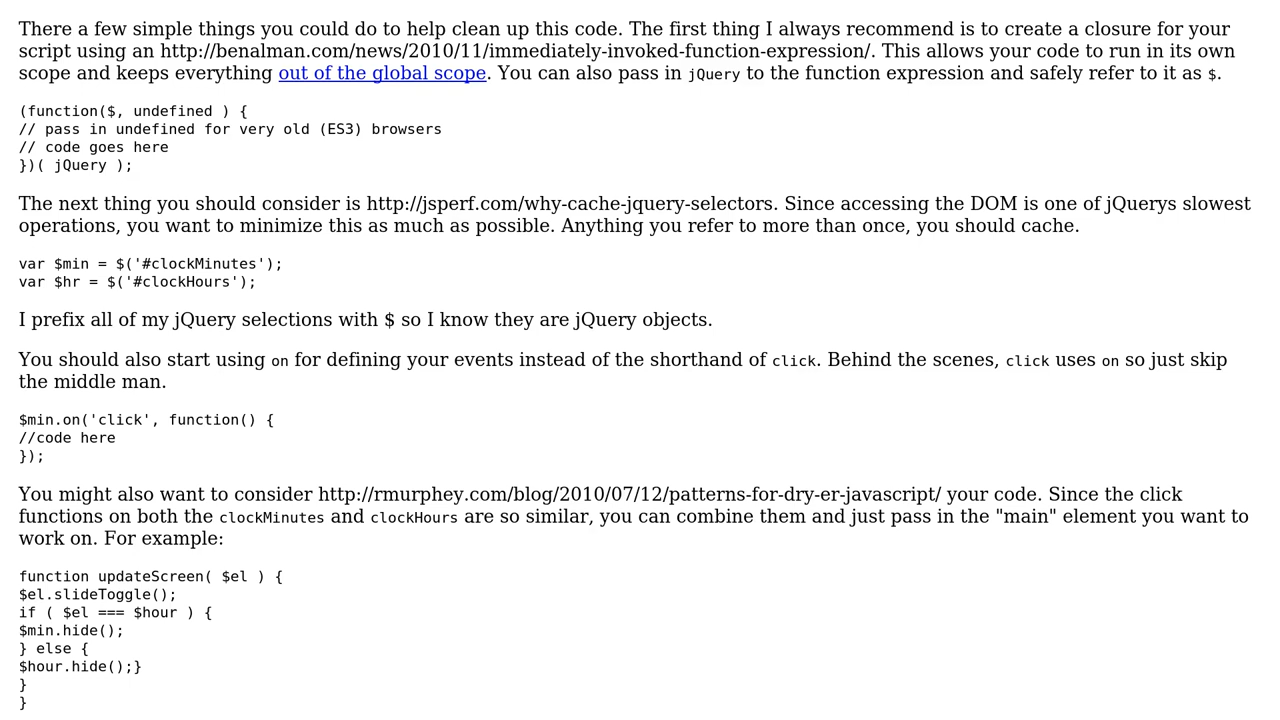 There a few simple things you could do to help clean up this code. The first thing I always recommend is to create a closure for your
script using an http://benalman.com/news/2010/11/immediately-invoked-function-expression/. This allows your code to run in its own
scope and keeps everything out of the global scope. You can also pass in jQuery to the function expression and safely refer to it as $.
(function($, undefined ) {
// pass in undefined for very old (ES3) browsers
// code goes here
})( jQuery );
The next thing you should consider is http://jsperf.com/why-cache-jquery-selectors. Since accessing the DOM is one of jQuerys slowest
operations, you want to minimize this as much as possible. Anything you refer to more than once, you should cache.
var $min = $('#clockMinutes');
var $hr = $('#clockHours');
I prefix all of my jQuery selections with $ so I know they are jQuery objects.
You should also start using on for defining your events instead of the shorthand of click. Behind the scenes, click uses on so just skip
the middle man.
$min.on('click', function() {
//code here
});
You might also want to consider http://rmurphey.com/blog/2010/07/12/patterns-for-dry-er-javascript/ your code. Since the click
functions on both the clockMinutes and clockHours are so similar, you can combine them and just pass in the "main" element you want to
work on. For example:
function updateScreen( $el ) {
$el.slideToggle();
if ( $el === $hour ) {
$min.hide();
} else {
$hour.hide();}
}
}